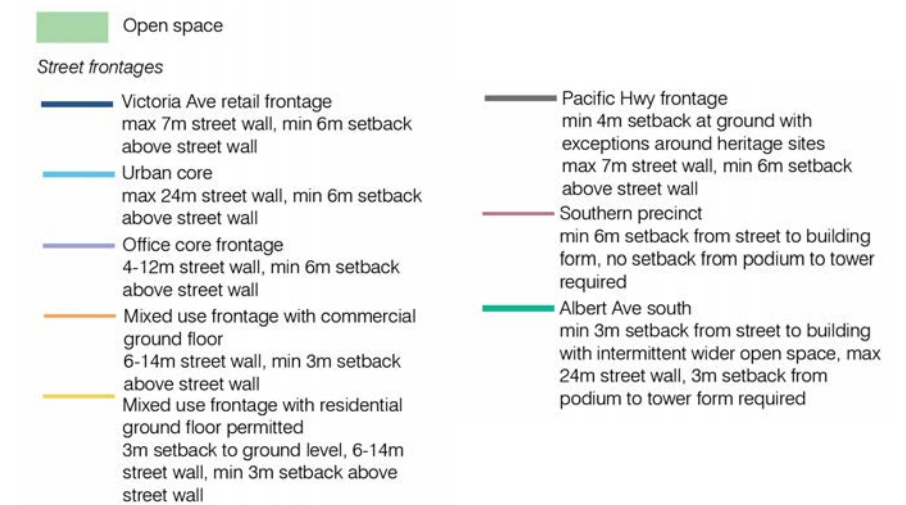 Open space
Street frontages
Victoria Ave retail frontage
max 7m street wall, min 6m setback
above street wall
Urban core
max 24m street wall, min 6m setback
above street wall
Office core frontage
4-12m street wall, min 6m setback
above street wall
Mixed use frontage with commercial
ground floor
6-14m street wall, min 3m setback
above street wall
Mixed use frontage with residential
ground floor permitted
3m setback to ground level, 6-14m
street wall, min 3m setback above
street wall
Pacific Hwy frontage
min 4m setback at ground with
exceptions around heritage sites
max 7m street wall, min 6m setback
above street wall
Southern precinct
min 6m setback from street to building
form, no setback from podium to tower
required
Albert Ave south
min 3m setback from street to building
with intermittent wider open space, max
24m street wall, 3m setback from
podium to tower form required